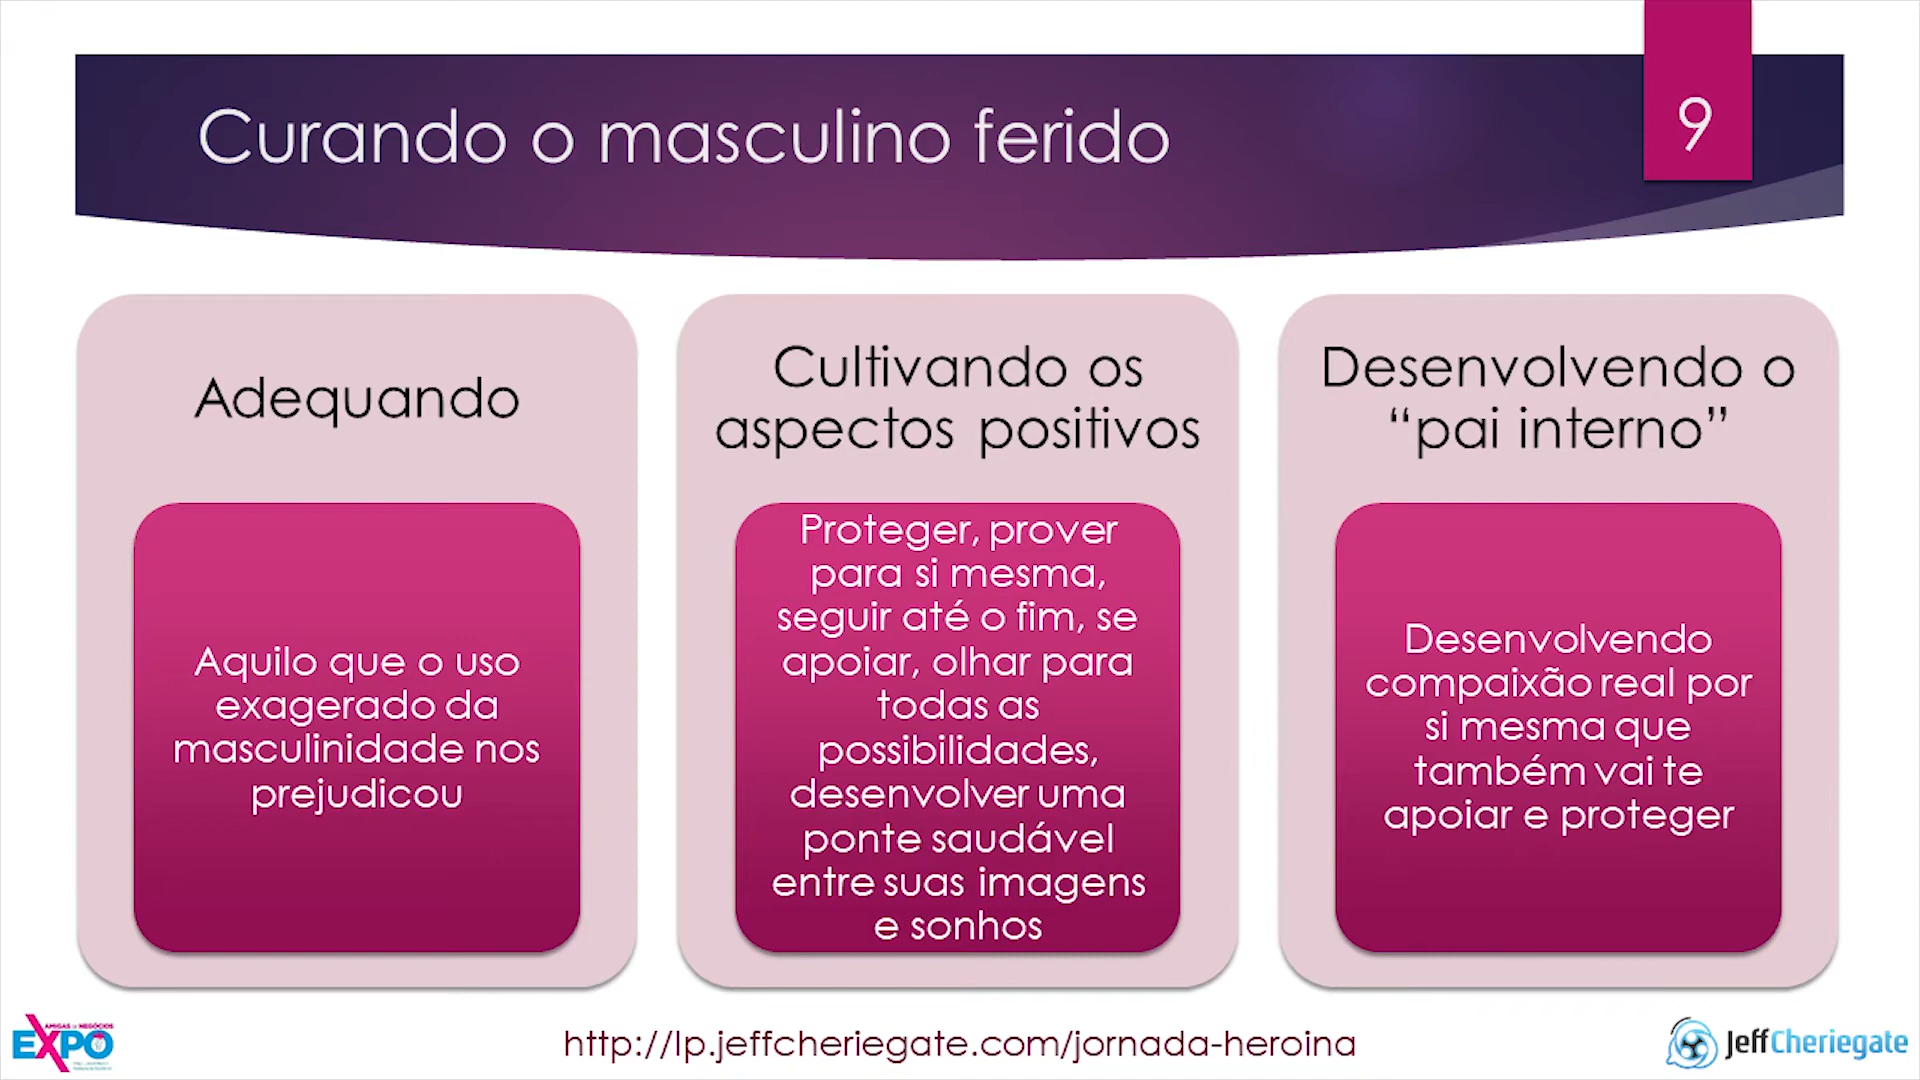 Curando o masculino ferido
9
Adequando
Aquilo que o uso
exagerado da
masculinidade nos
prejudicou
Cultivando os
aspectos positivos
Proteger, prover
para si mesma,
seguir até o fim, se
apoiar, olhar para
todas as
possibilidades,
desenvolver uma
ponte saudável
entre suas imagens
e sonhos
Desenvolvendo o
“pai interno”
Desenvolvendo
compaixão real por
si mesma que
também vai te
apoiar e proteger
AMIGAS DE NEGÓCIOS
EXPO
http://lp.jeffcheriegate.com/jornada-heroina
JeffCheriegate